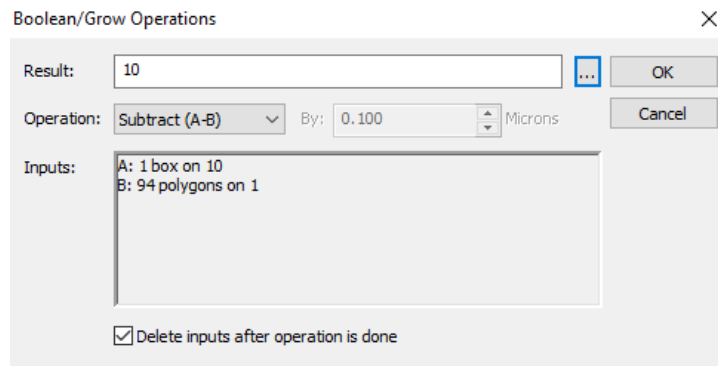 Boolean/Grow Operations
Result: 10 ... OK
Operation: Subtract (A-B) By: 0.100 Microns Cancel
Inputs: A: 1 box on 10
B: 94 polygons on 1
Delete inputs after operation is done